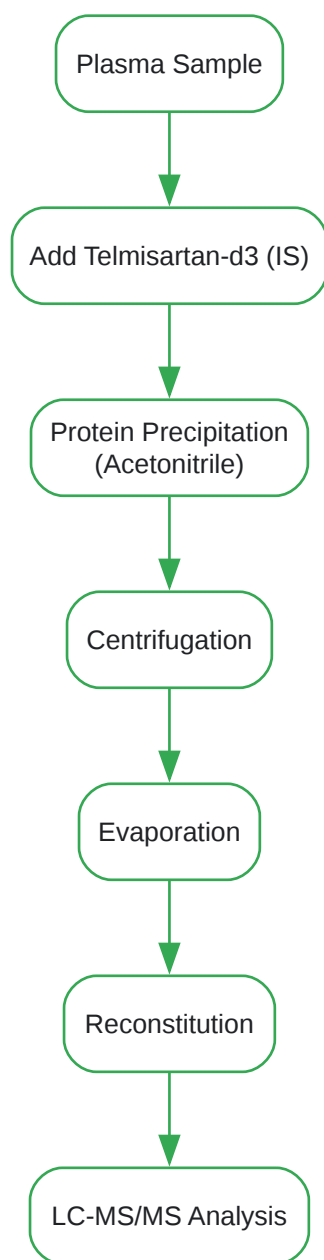 Plasma Sample
Add Telmisartan-d3 (IS)
Protein Precipitation
(Acetonitrile)
Centrifugation
Evaporation
Reconstitution
LC-MS/MS Analysis